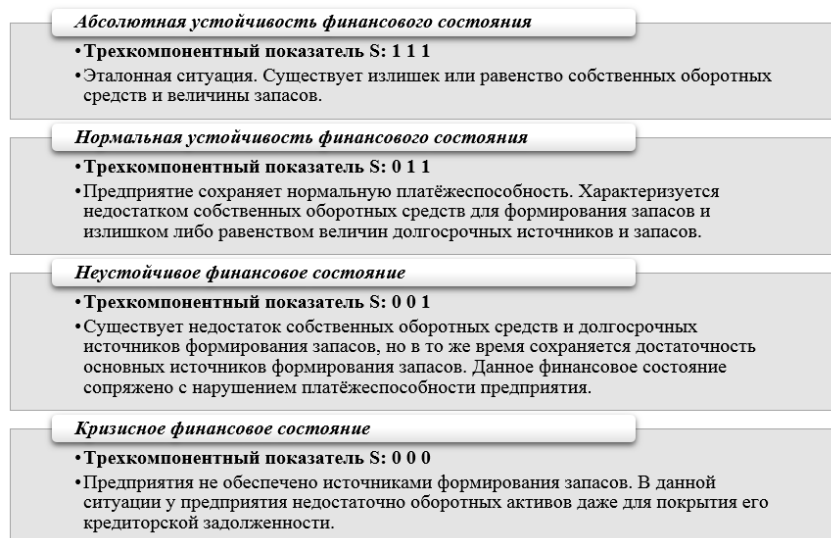 Абсолютная устойчивость финансового состояния
•Трехкомпонентный показатель S: 1 1 1
•Эталонная ситуация. Существует излишек или равенство собственных оборотных
средств и величины запасов.
Нормальная устойчивость финансового состояния
•Трехкомпонентный показатель S: 0 1 1
•Предприятие сохраняет нормальную платёжеспособность. Характеризуется
недостатком собственных оборотных средств для формирования запасов и
излишком либо равенством величин долгосрочных источников и запасов.
Неустойчивое финансовое состояние
•Трехкомпонентный показатель S: 0 0 1
•Существует недостаток собственных оборотных средств и долгосрочных
источников формирования запасов, но в то же время сохраняется достаточность
основных источников формирования запасов. Данное финансовое состояние
сопряжено с нарушением платёжеспособности предприятия.
Кризисное финансовое состояние
•Трехкомпонентный показатель S: 0 0 0
•Предприятия не обеспечено источниками формирования запасов. В данной
ситуации у предприятия недостаточно оборотных активов даже для покрытия его
кредиторской задолженности.